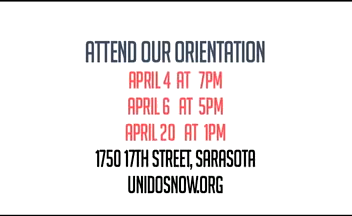 ATTEND OUR ORIENTATION
APRIL 4 AT 7PM
APRIL 6 AT 5PM
APRIL 20 AT 1PM
1750 17TH STREET, SARASOTA
UNIDOSNOW.ORG